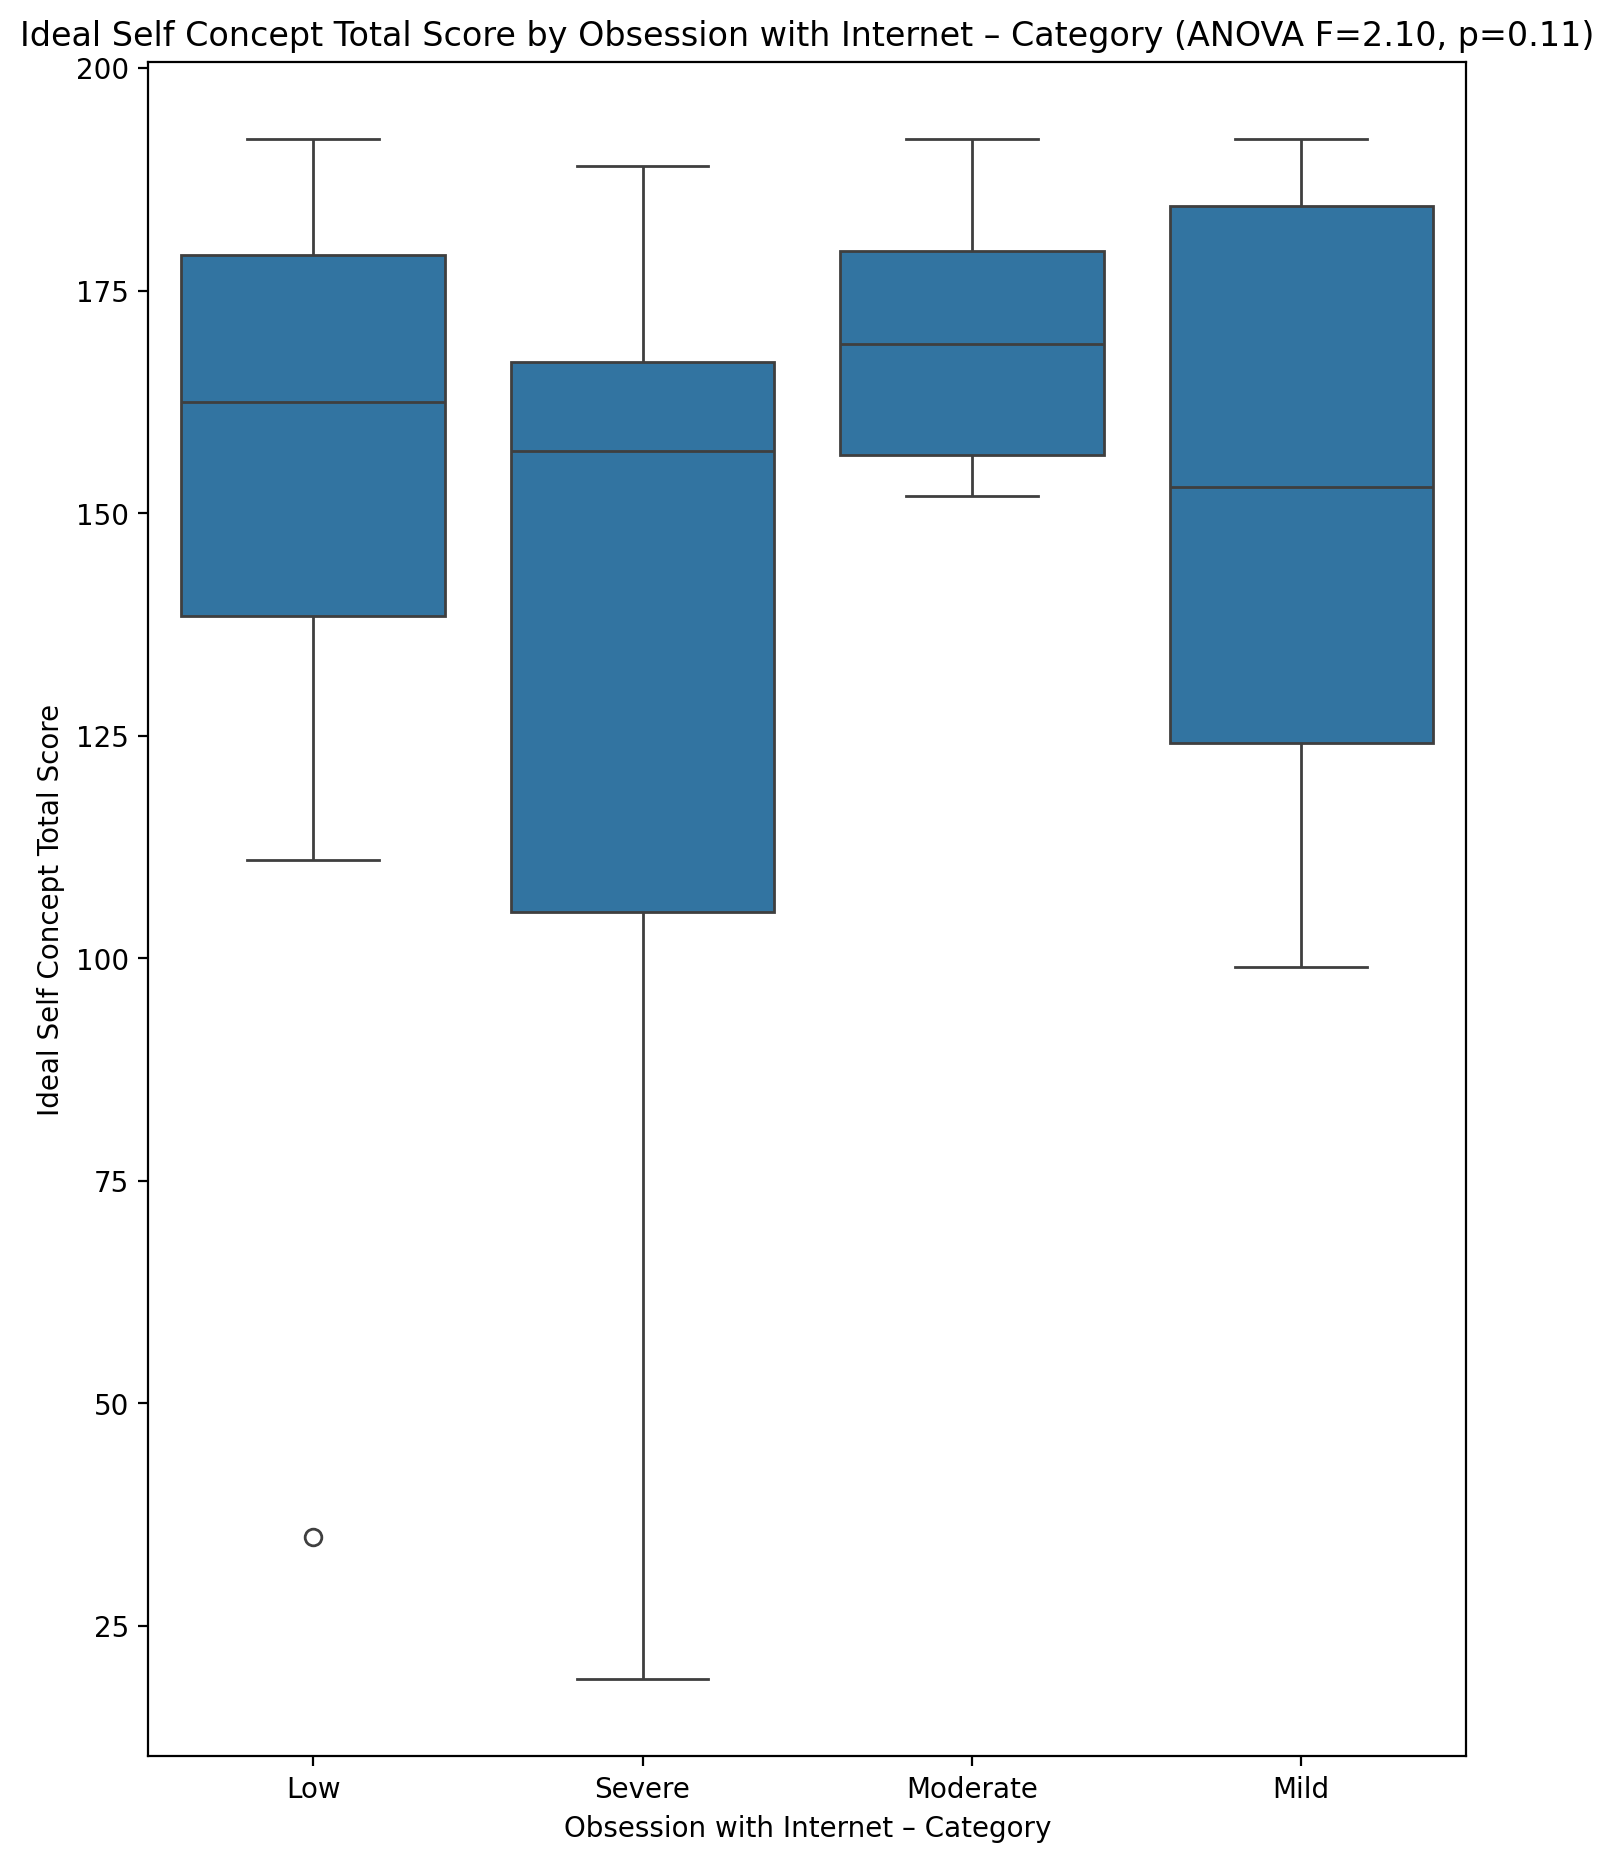 Ideal Self Concept Total Score by Obsession with Internet – Category (ANOVA F=2.10, p=0.11)
200
175
150
125
100
75
50
25
Ideal Self Concept Total Score
Low
Severe
Moderate
Mild
Obsession with Internet – Category